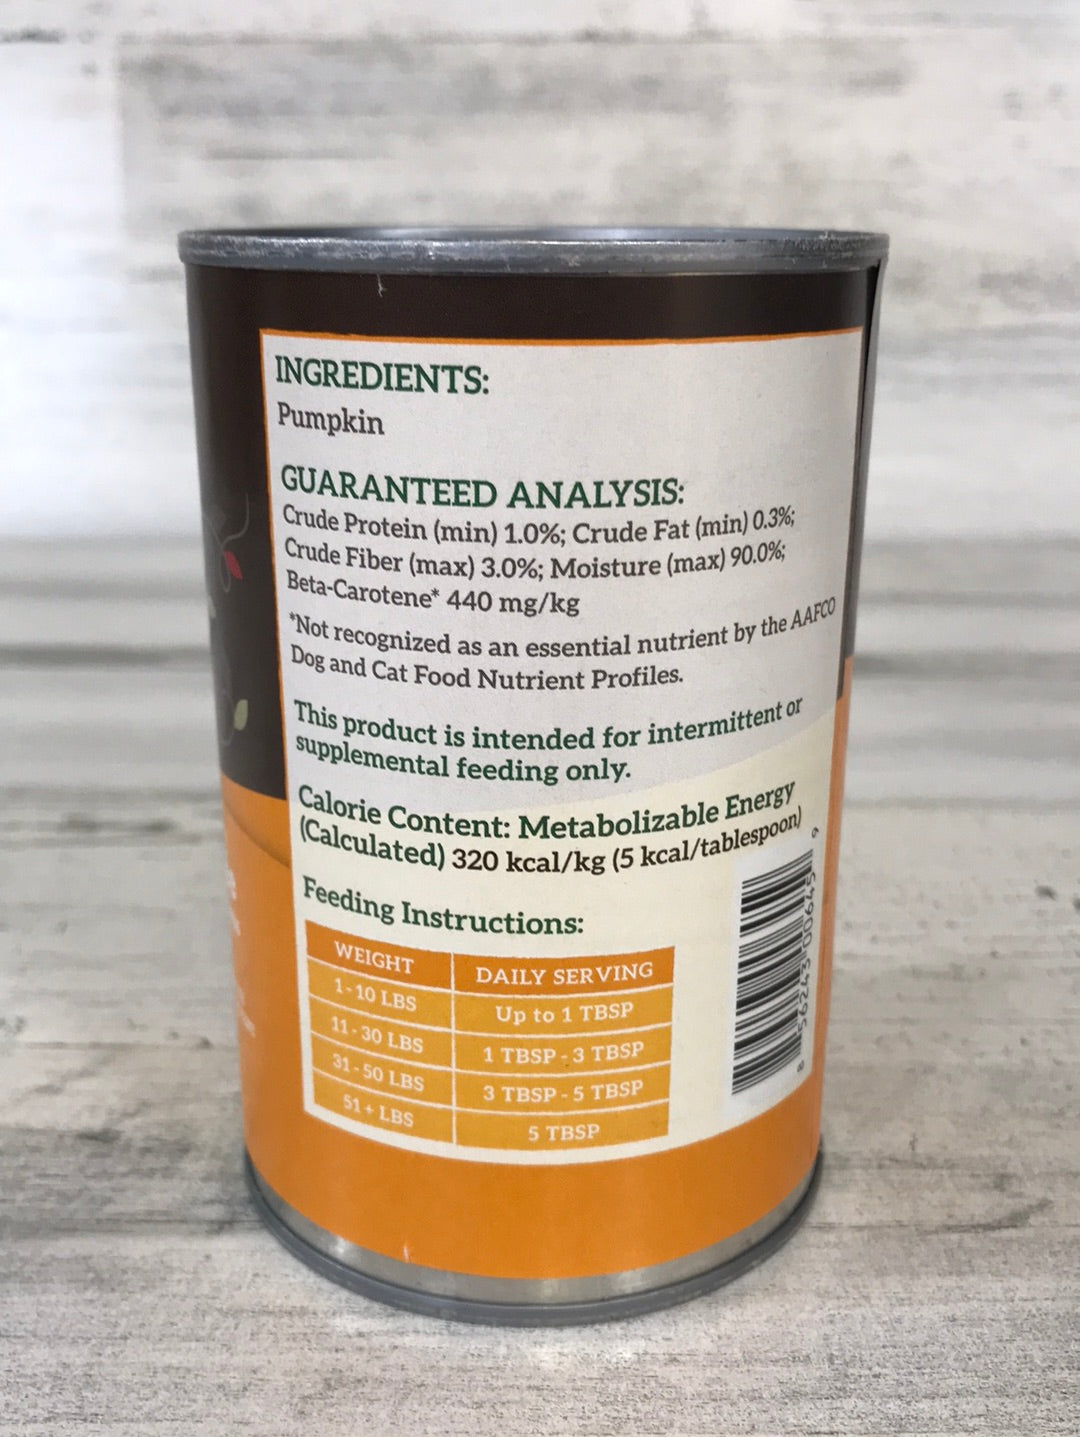 INGREDIENTS:
Pumpkin
GUARANTEED ANALYSIS:
Crude Protein (min) 1.0%; Crude Fat (min) 0.3%;
Crude Fiber (max) 3.0%; Moisture (max) 90.0%;
Beta-Carotene* 440 mg/kg
*Not recognized as an essential nutrient by the AAFCO
Dog and Cat Food Nutrient Profiles.
This product is intended for intermittent or
supplemental feeding only.
Calorie Content: Metabolizable Energy
(Calculated) 320 kcal/kg (5 kcal/tablespoon)
Feeding Instructions:
WEIGHT DAILY SERVING
1-10 LBS Up to 1 TBSP
11-30 LBS 1 TBSP - 3 TBSP
31-50 LBS 3 TBSP - 5 TBSP
51+ LBS 5 TBSP